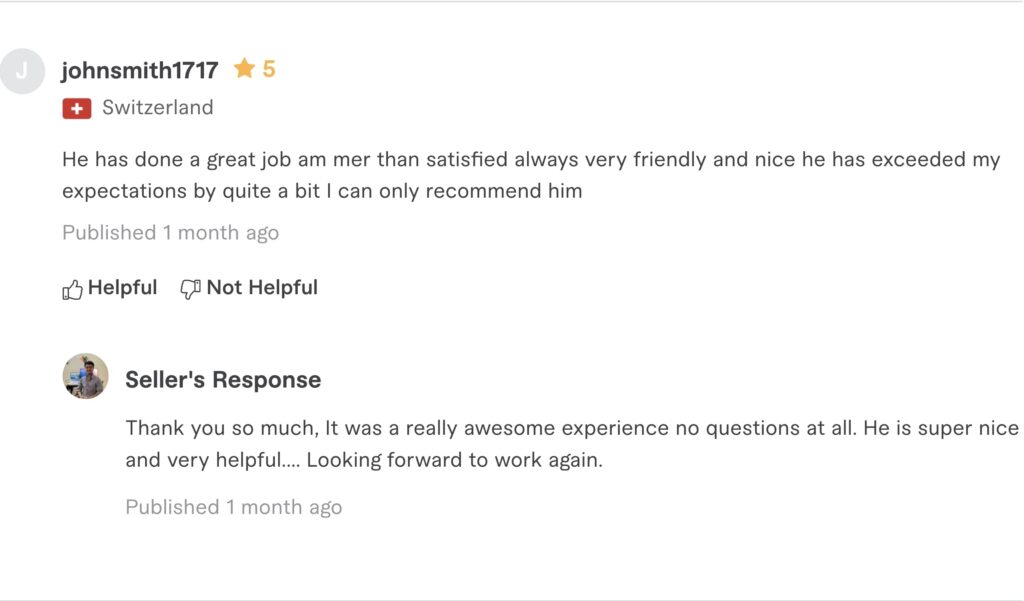 J
johnsmith1717 5
Switzerland
He has done a great job am mer than satisfied always very friendly and nice he has exceeded my
expectations by quite a bit I can only recommend him
Published 1 month ago
Helpful Not Helpful
Seller's Response
Thank you so much, It was a really awesome experience no questions at all. He is super nice
and very helpful.... Looking forward to work again.
Published 1 month ago